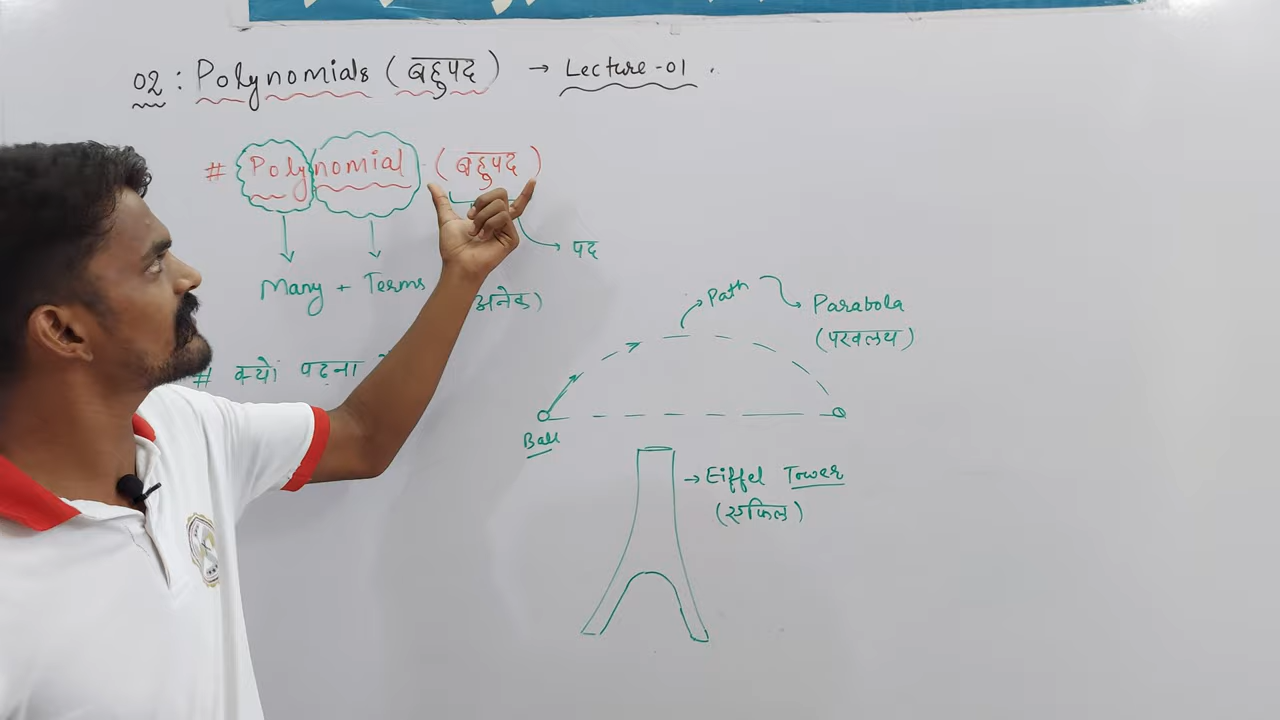 02 : Polynomials (बहुपद) → Lecture-01.
# Polynomial - (बहुपद)
→ पद
Many + Terms
अनेक)
# क्यों पढ़ना
Path
Parabola
(परवलय)
Ball
→ Eiffel Tower
(एफिल)